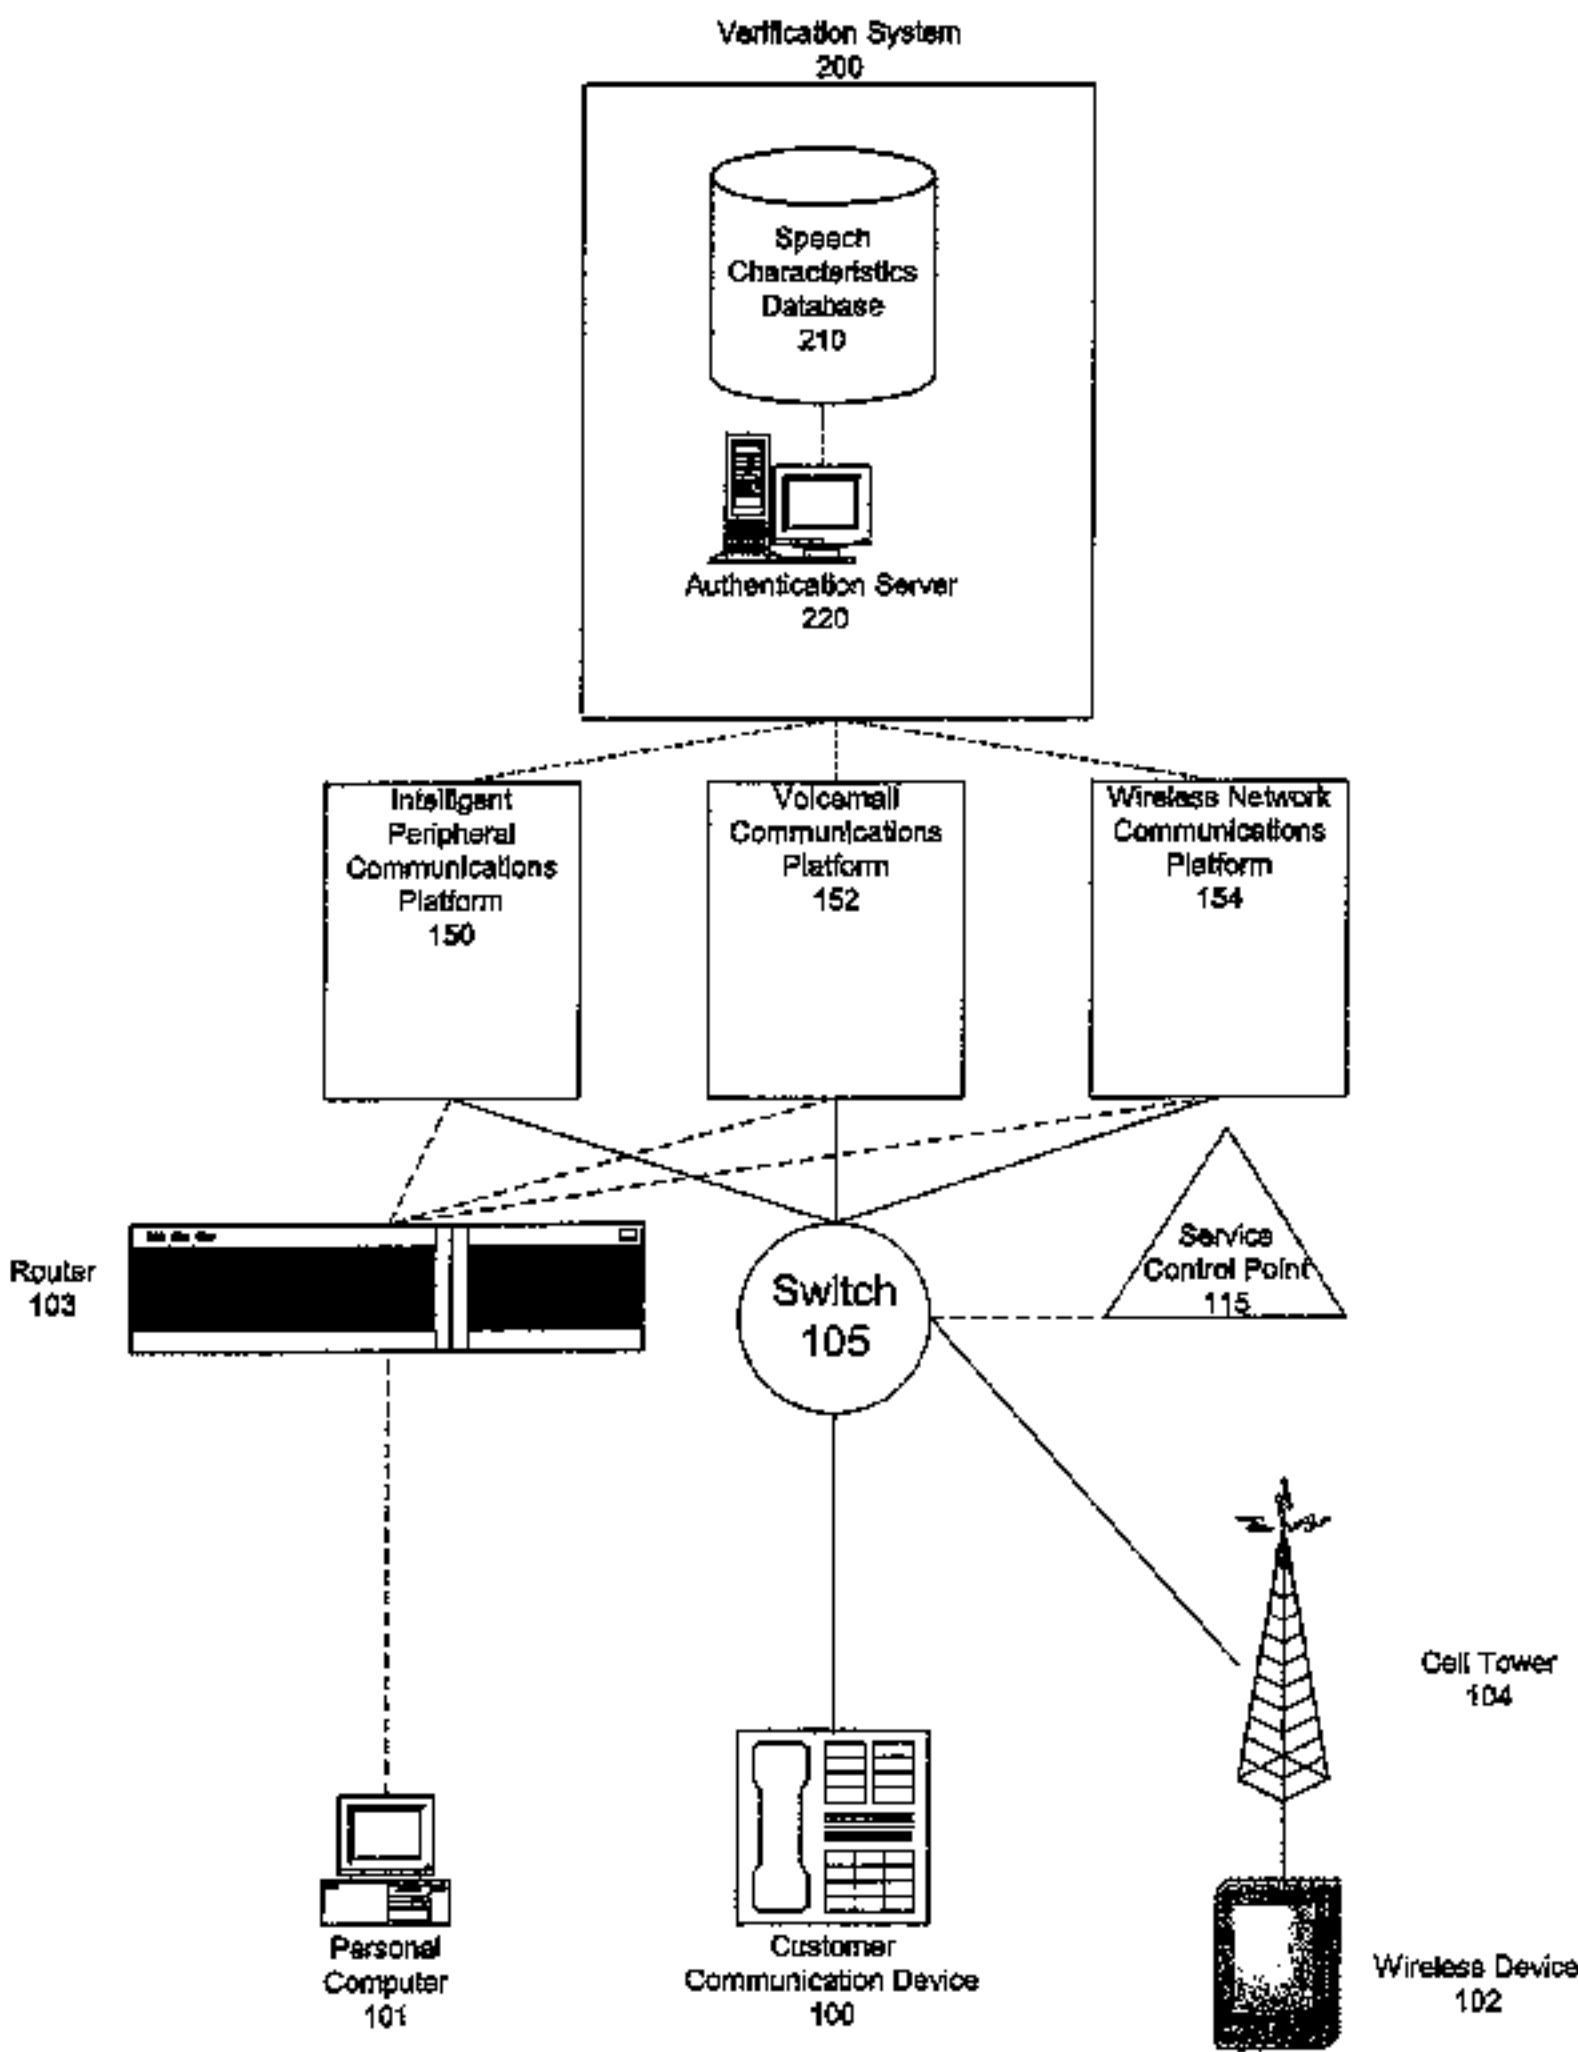 Verification System
200
Speech
Characteristics
Database
210
Authentication Server
220
Intelligent
Peripheral
Communications
Platform
150
Voicemail
Communications
Platform
152
Wireless Network
Communications
Platform
154
Router
103
Switch
105
Service
Control Point
115
Cell Tower
104
Personal
Computer
101
Customer
Communication Device
100
Wireless Device
102